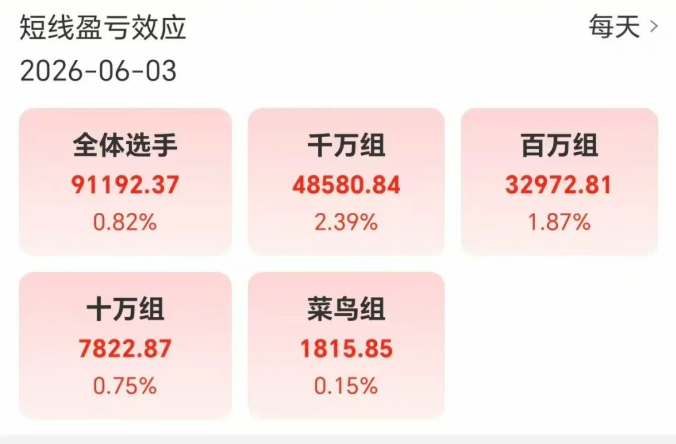 短线盈亏效应
每天 >
2026-06-03
全体选手
91192.37
0.82%
千万组
48580.84
2.39%
百万组
32972.81
1.87%
十万组
7822.87
0.75%
菜鸟组
1815.85
0.15%